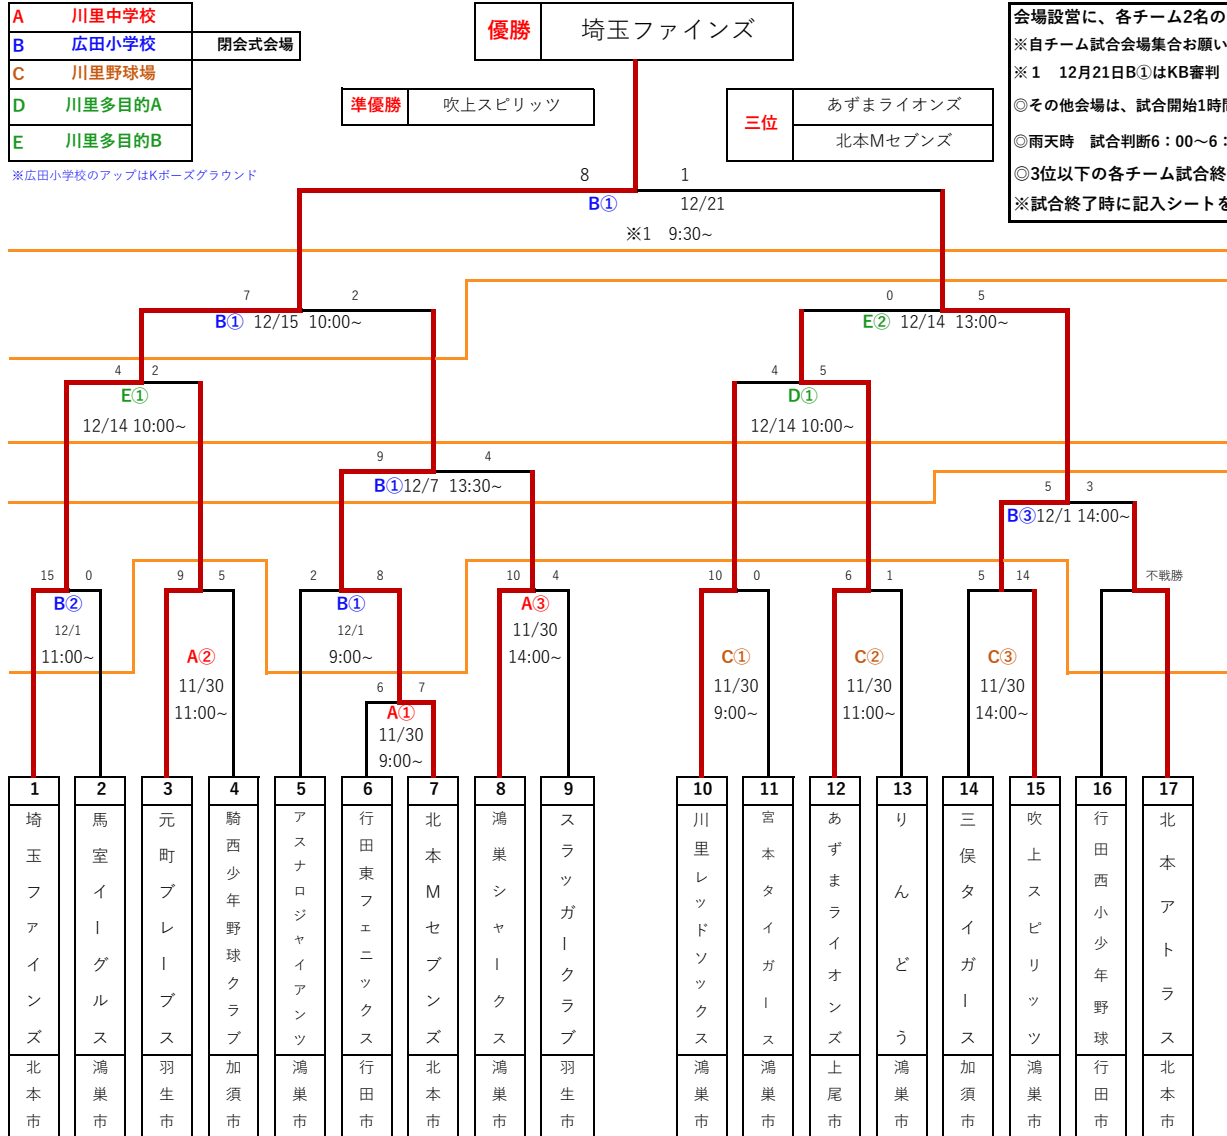 A 川里中学校
B 広田小学校 閉会式会場
C 川里野球場
D 川里多目的A
E 川里多目的B
※広田小学校のアップはKボーズグラウンド
優勝 埼玉ファインズ
準優勝 吹上スピリッツ
三位 あずまライオンズ
北本Mセブンズ
会場設営に、各チーム2名の
※自チーム試合会場集合お願い
※１ 12月21日B①はKB審判
◎その他会場は、試合開始1時間
◎雨天時 試合判断6：00～6：
◎3位以下の各チーム試合終
※試合終了時に記入シートを
8 1
B① 12/21
※1 9:30~
7 2
B① 12/15 10:00~
0 5
E② 12/14 13:00~
4 2
E①
12/14 10:00~
4 5
D①
12/14 10:00~
9 4
B①12/7 13:30~
5 3
B③12/1 14:00~
15 0
B②
12/1
11:00~
9 5
A②
11/30
11:00~
2 8
B①
12/1
9:00~
6 7
A①
11/30
9:00~
10 4
A③
11/30
14:00~
10 0
C①
11/30
9:00~
6 1
C②
11/30
11:00~
5 14
C③
11/30
14:00~
不戦勝
1
埼玉ファインズ
北本市
2
馬室イーグルス
鴻巣市
3
元町ブレーブス
羽生市
4
騎西少年野球クラブ
加須市
5
アスナロジャイアンツ
鴻巣市
6
行田東フェニックス
行田市
7
北本Mセブンズ
北本市
8
鴻巣シャークス
鴻巣市
9
スラッガークラブ
羽生市
10
川里レッドソックス
鴻巣市
11
宮本タイガース
鴻巣市
12
あずまライオンズ
上尾市
13
りんどう
鴻巣市
14
三俣タイガース
加須市
15
吹上スピリッツ
鴻巣市
16
行田西小少年野球
行田市
17
北本アトラス
北本市